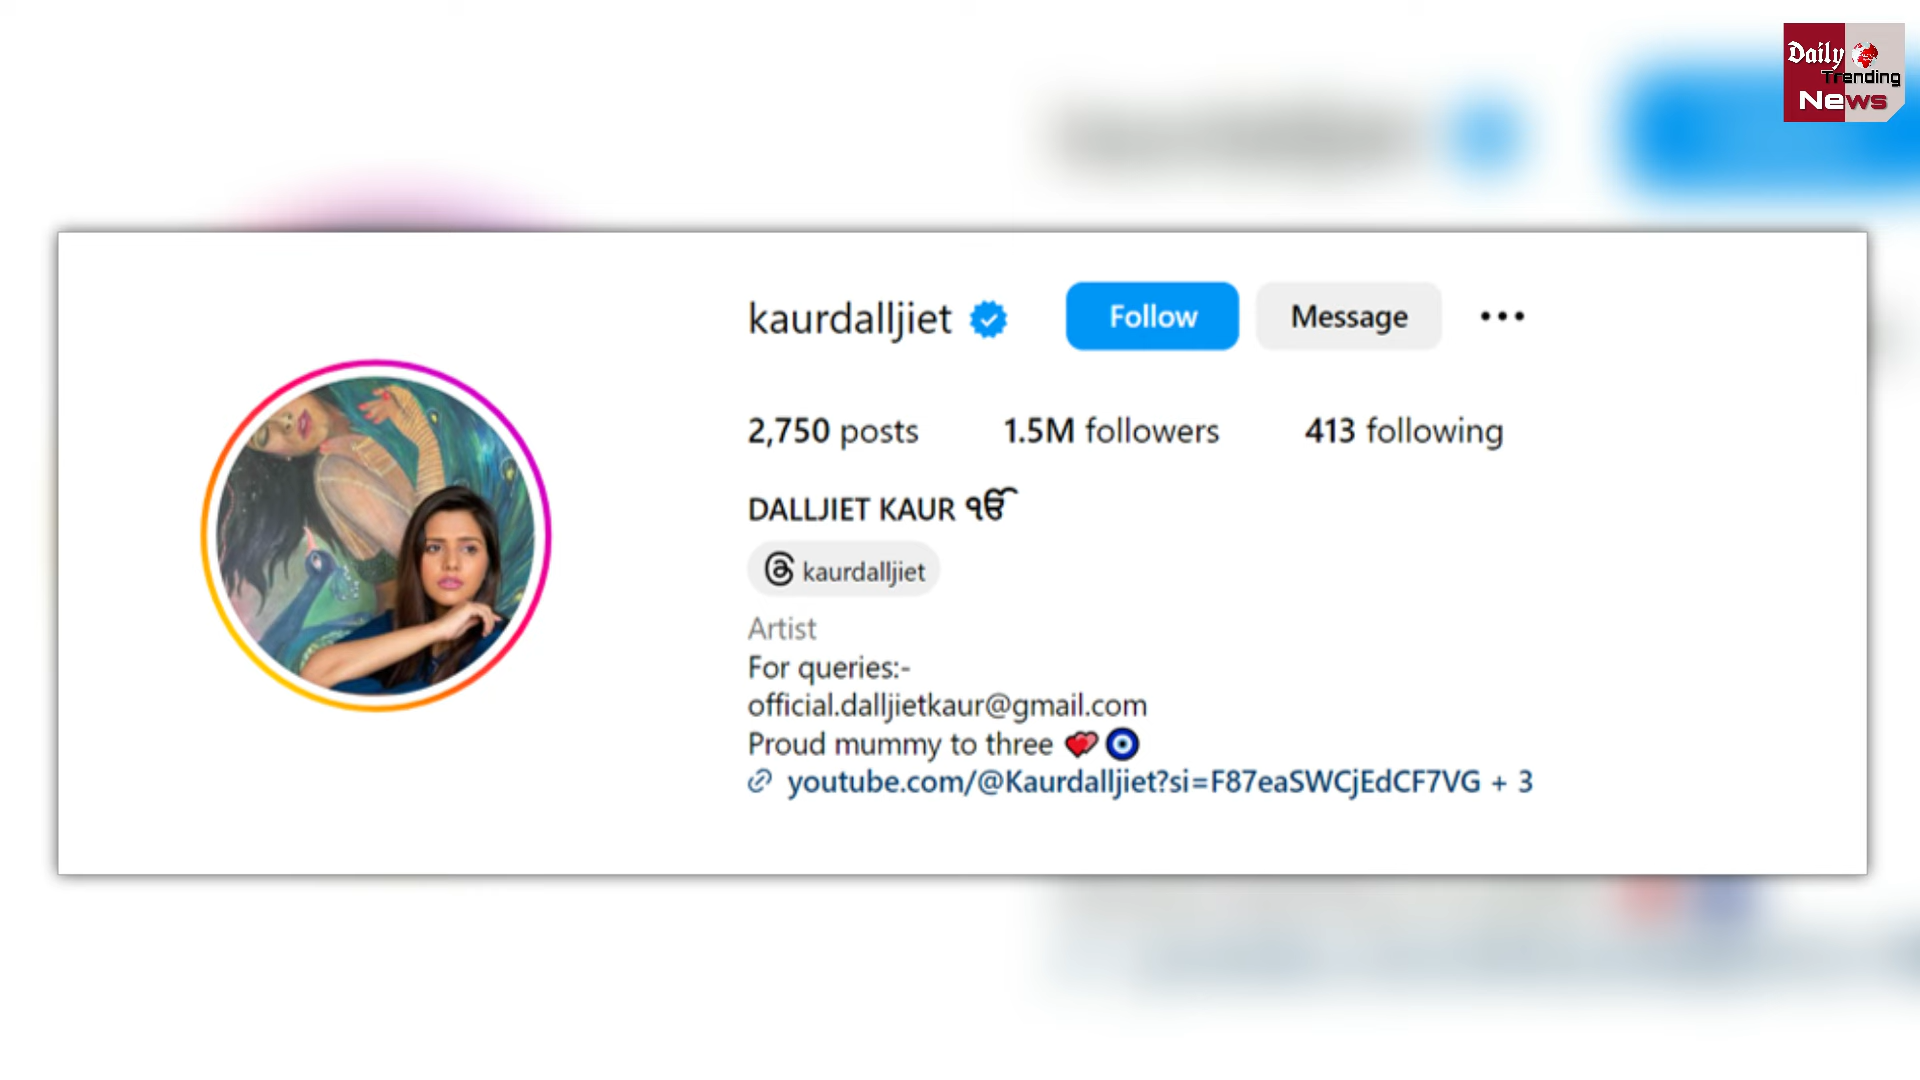 Daily
Trending
News
kaurdalljiet Follow Message
2,750 posts 1.5M followers 413 following
DALLJIET KAUR ੴ
kaurdalljiet
Artist
For queries:-
official.dalljietkaur@gmail.com
Proud mummy to three 💕🧿
youtube.com/@Kaurdalljiet?si=F87eaSWCjEdCF7VG + 3